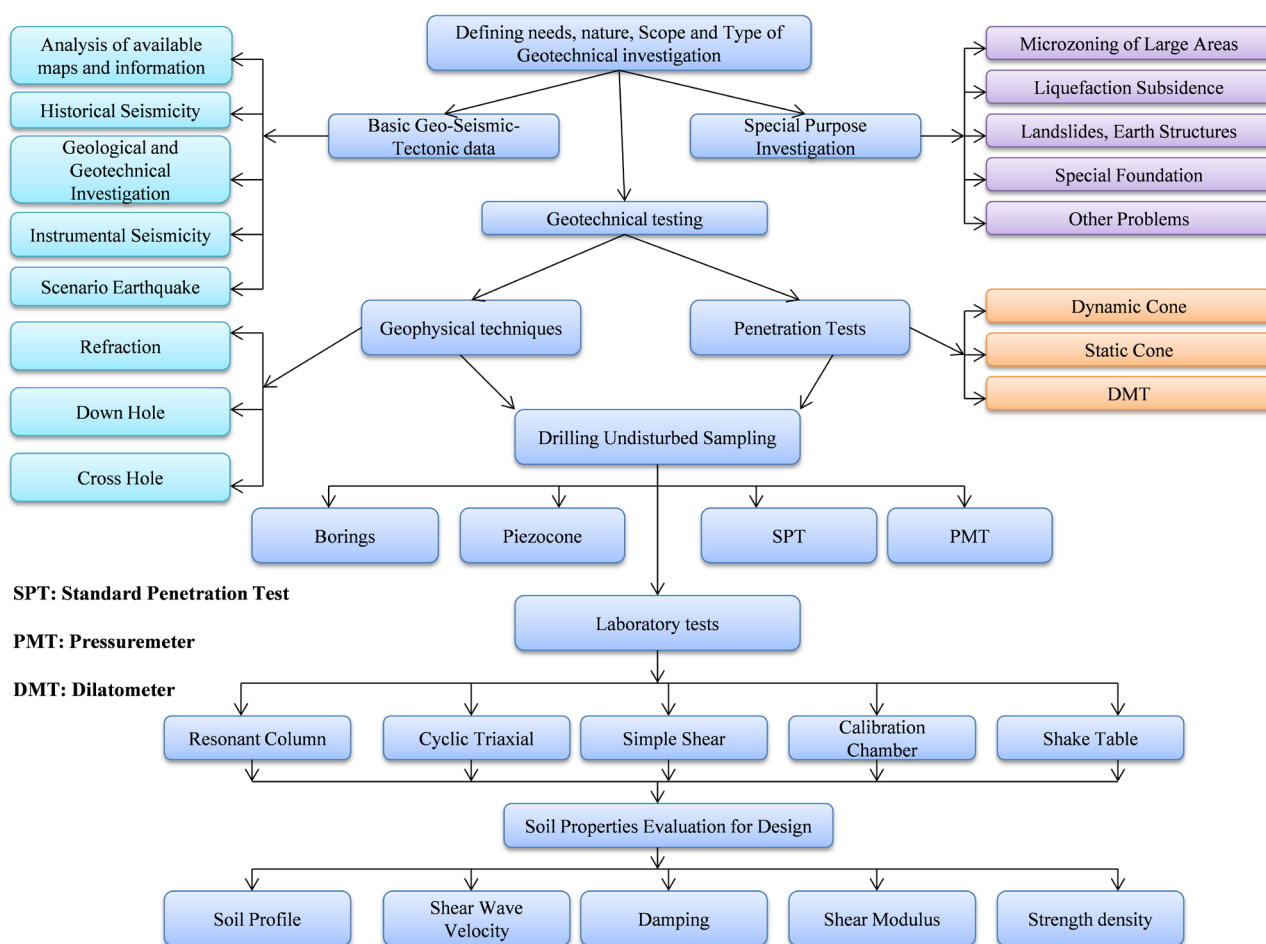 Defining needs, nature, Scope and Type of
Geotechnical investigation
Analysis of available
maps and information
Historical Seismicity
Geological and
Geotechnical
Investigation
Instrumental Seismicity
Scenario Earthquake
Basic Geo-Seismic-
Tectonic data
Special Purpose
Investigation
Microzoning of Large Areas
Liquefaction Subsidence
Landslides, Earth Structures
Special Foundation
Other Problems
Geotechnical testing
Geophysical techniques
Penetration Tests
Refraction
Down Hole
Cross Hole
Dynamic Cone
Static Cone
DMT
Drilling Undisturbed Sampling
Borings
Piezocone
SPT
PMT
SPT: Standard Penetration Test
PMT: Pressuremeter
DMT: Dilatometer
Laboratory tests
Resonant Column
Cyclic Triaxial
Simple Shear
Calibration
Chamber
Shake Table
Soil Properties Evaluation for Design
Soil Profile
Shear Wave
Velocity
Damping
Shear Modulus
Strength density